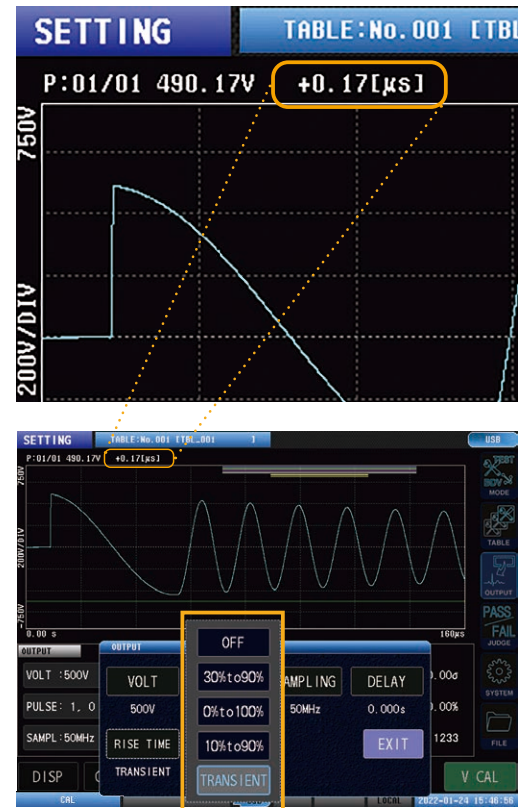 SETTING TABLE:No.001 [TBL
P:01/01 490.17V +0.17[µs]
750V
200V/DIV
SETTING TABLE:No.001 [TBL_001 ] USB
P:01/01 490.17V +0.17[µs]
750V
200V/DIV
-750V
0.00 s 160µs
TEST
BDV
MODE
TABLE
OUTPUT
PASS
FAIL
JUDGE
SYSTEM
FILE
OUTPUT
VOLT :500V
PULSE: 1, 0
SAMPL:50MHz
OUTPUT
VOLT
500V
RISE TIME
TRANSIENT
OFF
30%to90%
0%to100%
10%to90%
TRANSIENT
AMPLING
50MHz
DELAY
0.000s
EXIT
.00σ
.00%
1233
DISP
V CAL
CAL LOCAL 2022-01-24 15:46:56